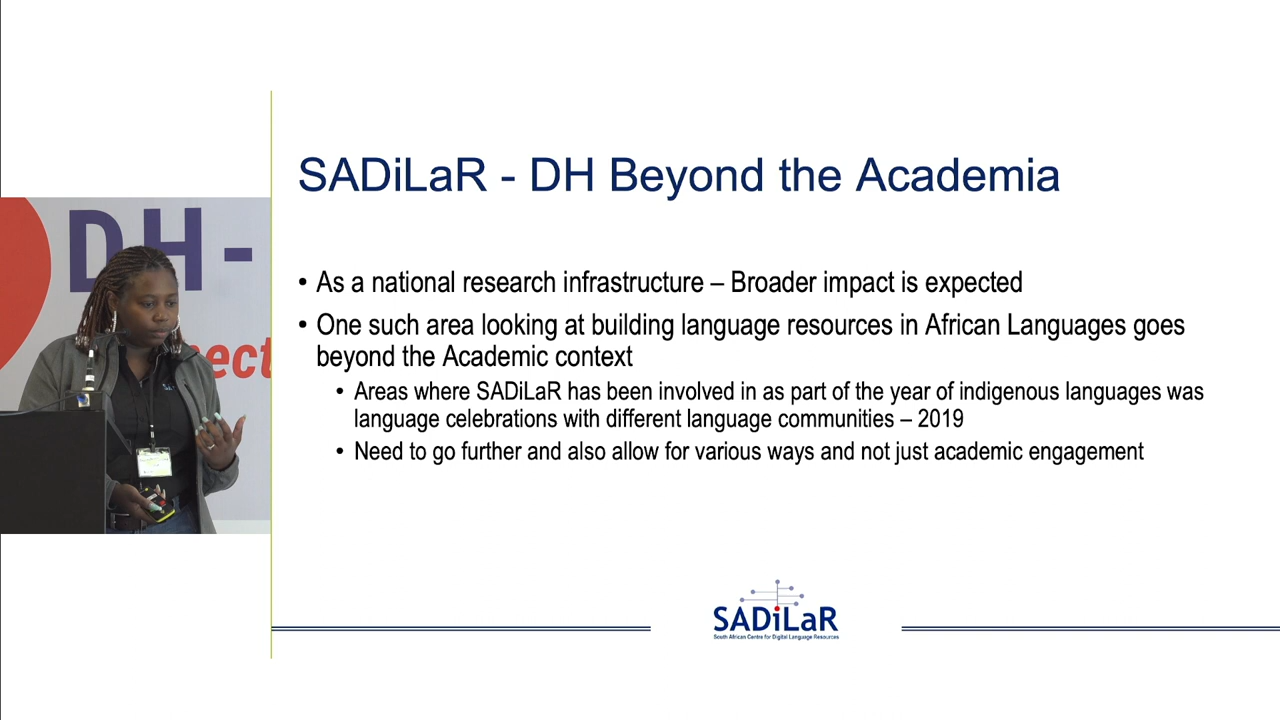 SADiLaR - DH Beyond the Academia
• As a national research infrastructure – Broader impact is expected
• One such area looking at building language resources in African Languages goes
beyond the Academic context
• Areas where SADiLaR has been involved in as part of the year of indigenous languages was
language celebrations with different language communities – 2019
• Need to go further and also allow for various ways and not just academic engagement
DH-
nect
SADiLaR
South African Centre for Digital Language Resources